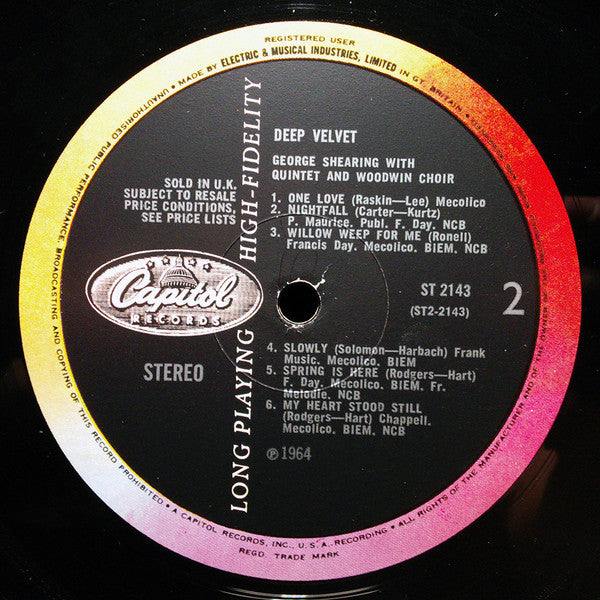 REGISTERED USER
• MADE BY ELECTRIC & MUSICAL INDUSTRIES, LIMITED IN GT. BRITAIN •
UNAUTHORISED PUBLIC PERFORMANCE, BROADCASTING AND COPYING OF THIS RECORD PROHIBITED • A CAPITOL RECORDS, INC., U.S.A. RECORDING • ALL RIGHTS OF THE MANUFACTURER AND OF THE OWNER OF
REGD. TRADE MARK
LONG PLAYING HIGH-FIDELITY
DEEP VELVET
GEORGE SHEARING WITH
QUINTET AND WOODWIN CHOIR
SOLD IN U.K.
SUBJECT TO RESALE
PRICE CONDITIONS,
SEE PRICE LISTS
1. ONE LOVE (Raskin—Lee) Mecolico
2. NIGHTFALL (Carter—Kurtz)
P. Maurice. Publ. F. Day. NCB
3. WILLOW WEEP FOR ME (Ronell)
Francis Day. Mecolico. BIEM. NCB
Capitol
RECORDS
ST 2143
(ST2-2143)
2
STEREO
4. SLOWLY (Solomon—Harbach) Frank
Music. Mecolico. BIEM
5. SPRING IS HERE (Rodgers—Hart)
F. Day. Mecolico. BIEM. Fr.
Melodie. NCB
6. MY HEART STOOD STILL
(Rodgers—Hart) Chappell.
Mecolico. BIEM. NCB
℗ 1964